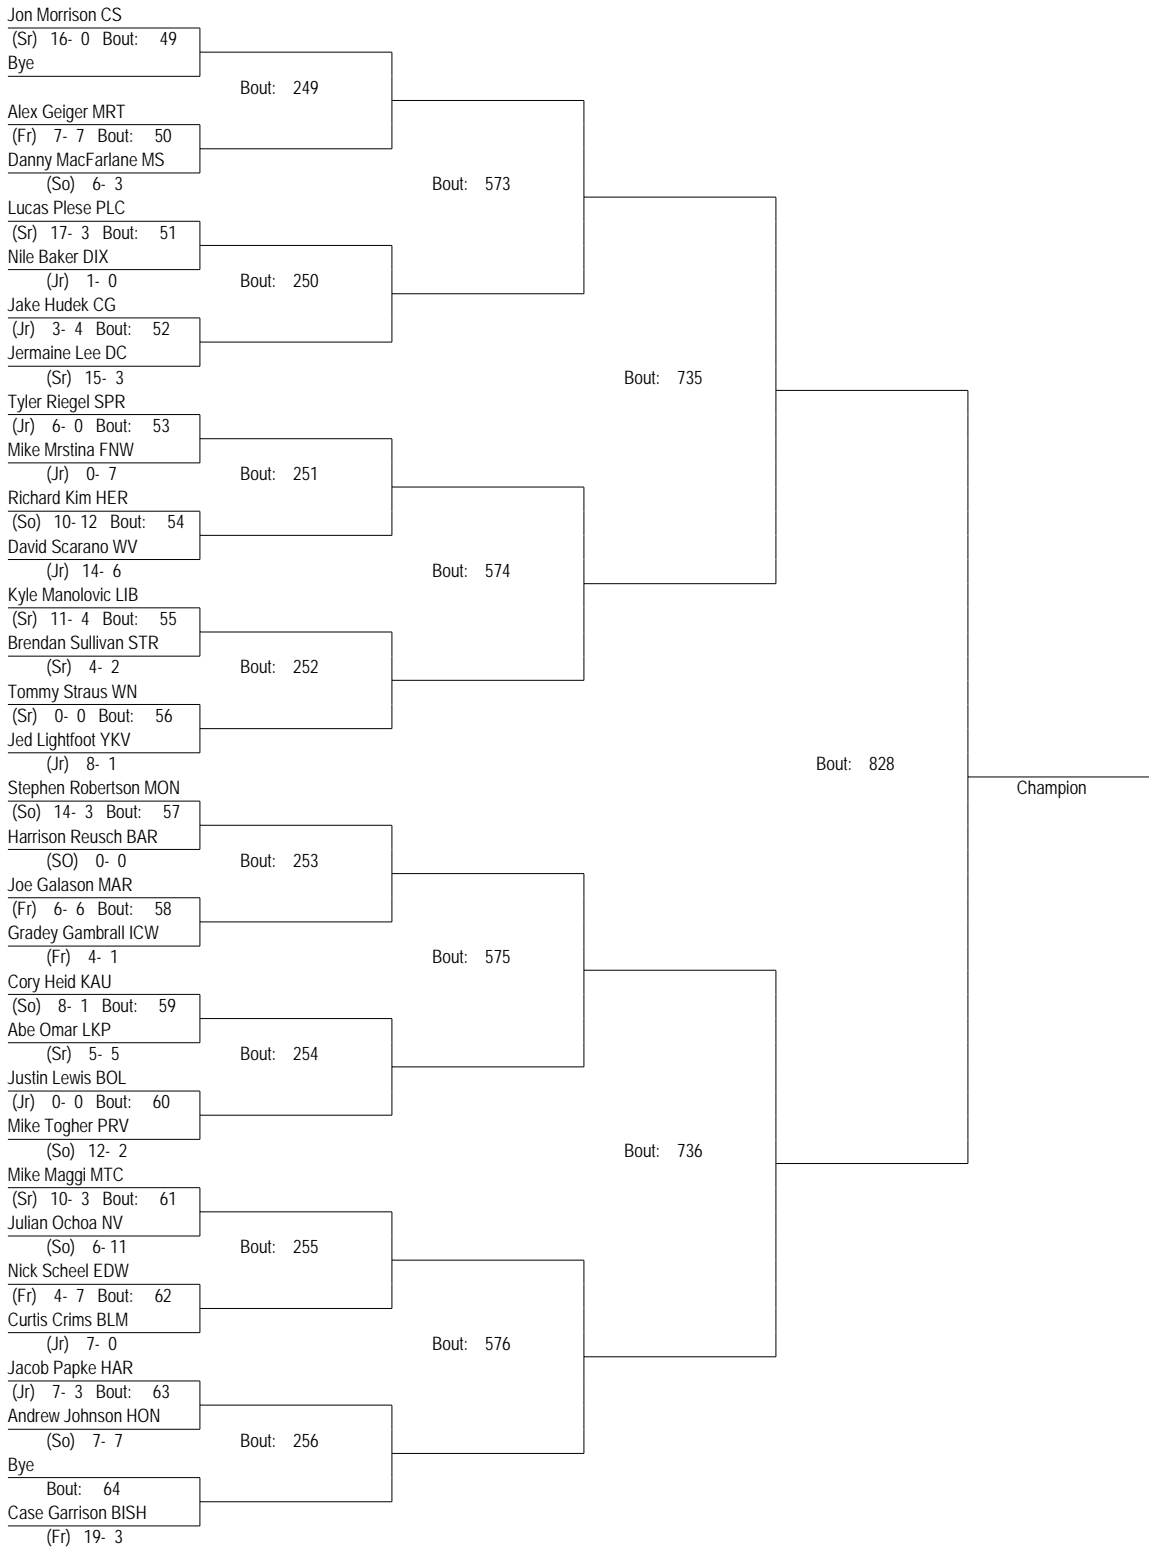 Jon Morrison CS
(Sr) 16- 0 Bout: 49
Bye
Bout: 249
Alex Geiger MRT
(Fr) 7- 7 Bout: 50
Danny MacFarlane MS
(So) 6- 3
Bout: 573
Lucas Plese PLC
(Sr) 17- 3 Bout: 51
Nile Baker DIX
(Jr) 1- 0
Bout: 250
Jake Hudek CG
(Jr) 3- 4 Bout: 52
Jermaine Lee DC
(Sr) 15- 3
Bout: 735
Tyler Riegel SPR
(Jr) 6- 0 Bout: 53
Mike Mrstina FNW
(Jr) 0- 7
Bout: 251
Richard Kim HER
(So) 10- 12 Bout: 54
David Scarano WV
(Jr) 14- 6
Bout: 574
Kyle Manolovic LIB
(Sr) 11- 4 Bout: 55
Brendan Sullivan STR
(Sr) 4- 2
Bout: 252
Tommy Straus WN
(Sr) 0- 0 Bout: 56
Jed Lightfoot YKV
(Jr) 8- 1
Bout: 828
Champion
Stephen Robertson MON
(So) 14- 3 Bout: 57
Harrison Reusch BAR
(SO) 0- 0
Bout: 253
Joe Galason MAR
(Fr) 6- 6 Bout: 58
Gradey Gambrall ICW
(Fr) 4- 1
Bout: 575
Cory Heid KAU
(So) 8- 1 Bout: 59
Abe Omar LKP
(Sr) 5- 5
Bout: 254
Justin Lewis BOL
(Jr) 0- 0 Bout: 60
Mike Togher PRV
(So) 12- 2
Bout: 736
Mike Maggi MTC
(Sr) 10- 3 Bout: 61
Julian Ochoa NV
(So) 6- 11
Bout: 255
Nick Scheel EDW
(Fr) 4- 7 Bout: 62
Curtis Crims BLM
(Jr) 7- 0
Bout: 576
Jacob Papke HAR
(Jr) 7- 3 Bout: 63
Andrew Johnson HON
(So) 7- 7
Bout: 256
Bye
Bout: 64
Case Garrison BISH
(Fr) 19- 3